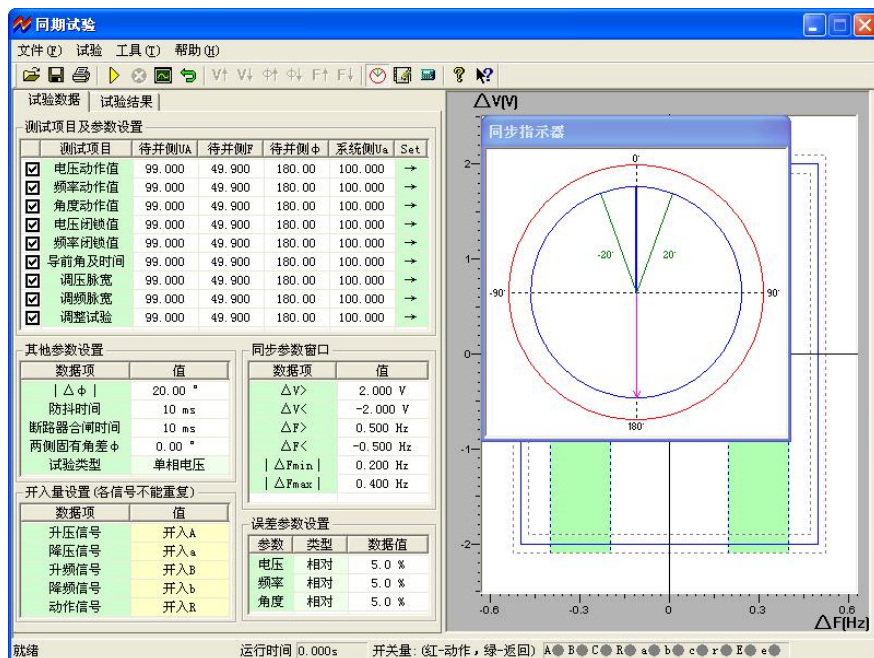 同期试验
文件(F) 试验 工具(T) 帮助(H)
V↑ V↓ Φ↑ Φ↓ F↑ F↓ ?
试验数据 试验结果
测试项目及参数设置
测试项目 待并侧UA 待并侧F 待并侧φ 系统侧Ua Set
电压动作值 99.000 49.900 180.00 100.000 →
频率动作值 99.000 49.900 180.00 100.000 →
角度动作值 99.000 49.900 180.00 100.000 →
电压闭锁值 99.000 49.900 180.00 100.000 →
频率闭锁值 99.000 49.900 180.00 100.000 →
导前角及时间 99.000 49.900 180.00 100.000 →
调压脉宽 99.000 49.900 180.00 100.000 →
调频脉宽 99.000 49.900 180.00 100.000 →
调整试验 99.000 49.900 180.00 100.000 →
其他参数设置
数据项 值
|△φ| 20.00 °
防抖时间 10 ms
断路器合闸时间 10 ms
两侧固有角差φ 0.00 °
试验类型 单相电压
同步参数窗口
数据项 值
△V> 2.000 V
△V< -2.000 V
△F> 0.500 Hz
△F< -0.500 Hz
|△Fmin| 0.200 Hz
|△Fmax| 0.400 Hz
开入量设置(各信号不能重复)
数据项 值
升压信号 开入A
降压信号 开入a
升频信号 开入B
降频信号 开入b
动作信号 开入R
误差参数设置
参数 类型 数据值
电压 相对 5.0 %
频率 相对 5.0 %
角度 相对 5.0 %
△V(V)
2
1
0
-1
-2
-0.6 -0.3 0 0.3 0.6
△F(Hz)
同步指示器
0°
-20° 20°
-90° 90°
180°
就绪 运行时间 0.000s 开关量:(红-动作,绿-返回) A B C R a b c r E e